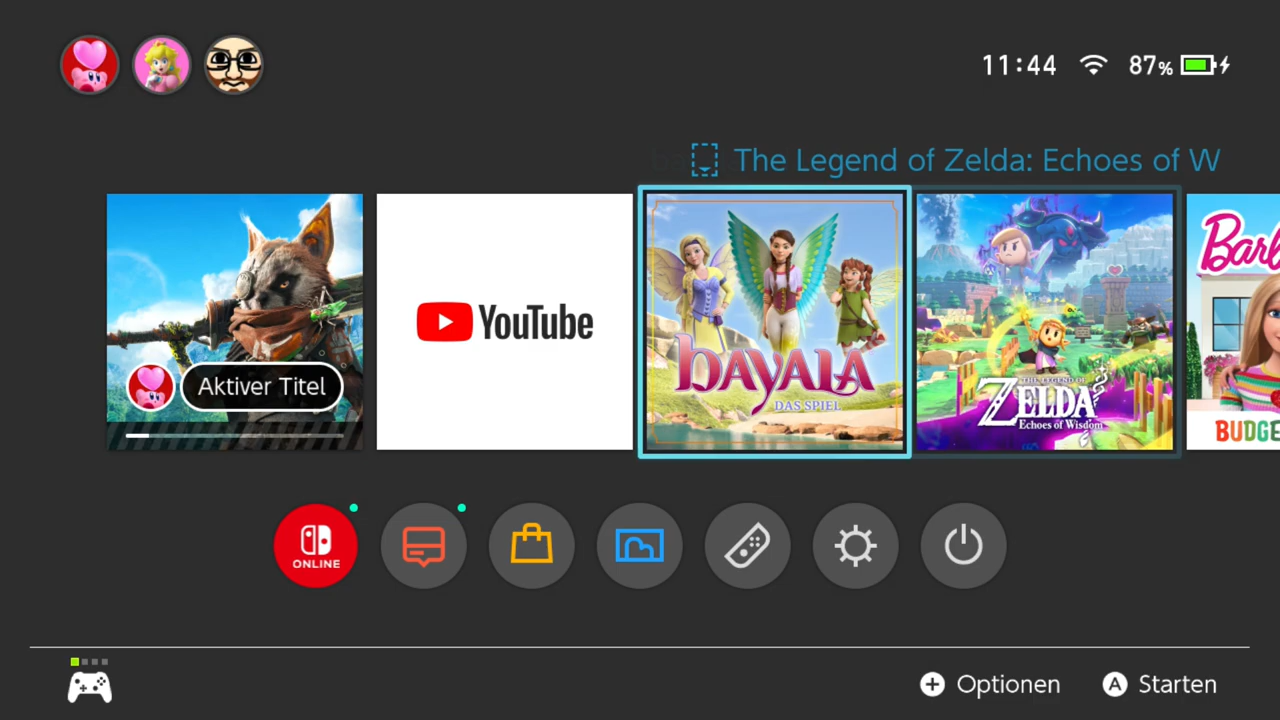 11:44 87%
The Legend of Zelda: Echoes of W
Aktiver Titel
YouTube
bayala
DAS SPIEL
THE LEGEND OF
ZELDA
Echoes of Wisdom
Barb
BUDGE
ONLINE
Optionen
A Starten